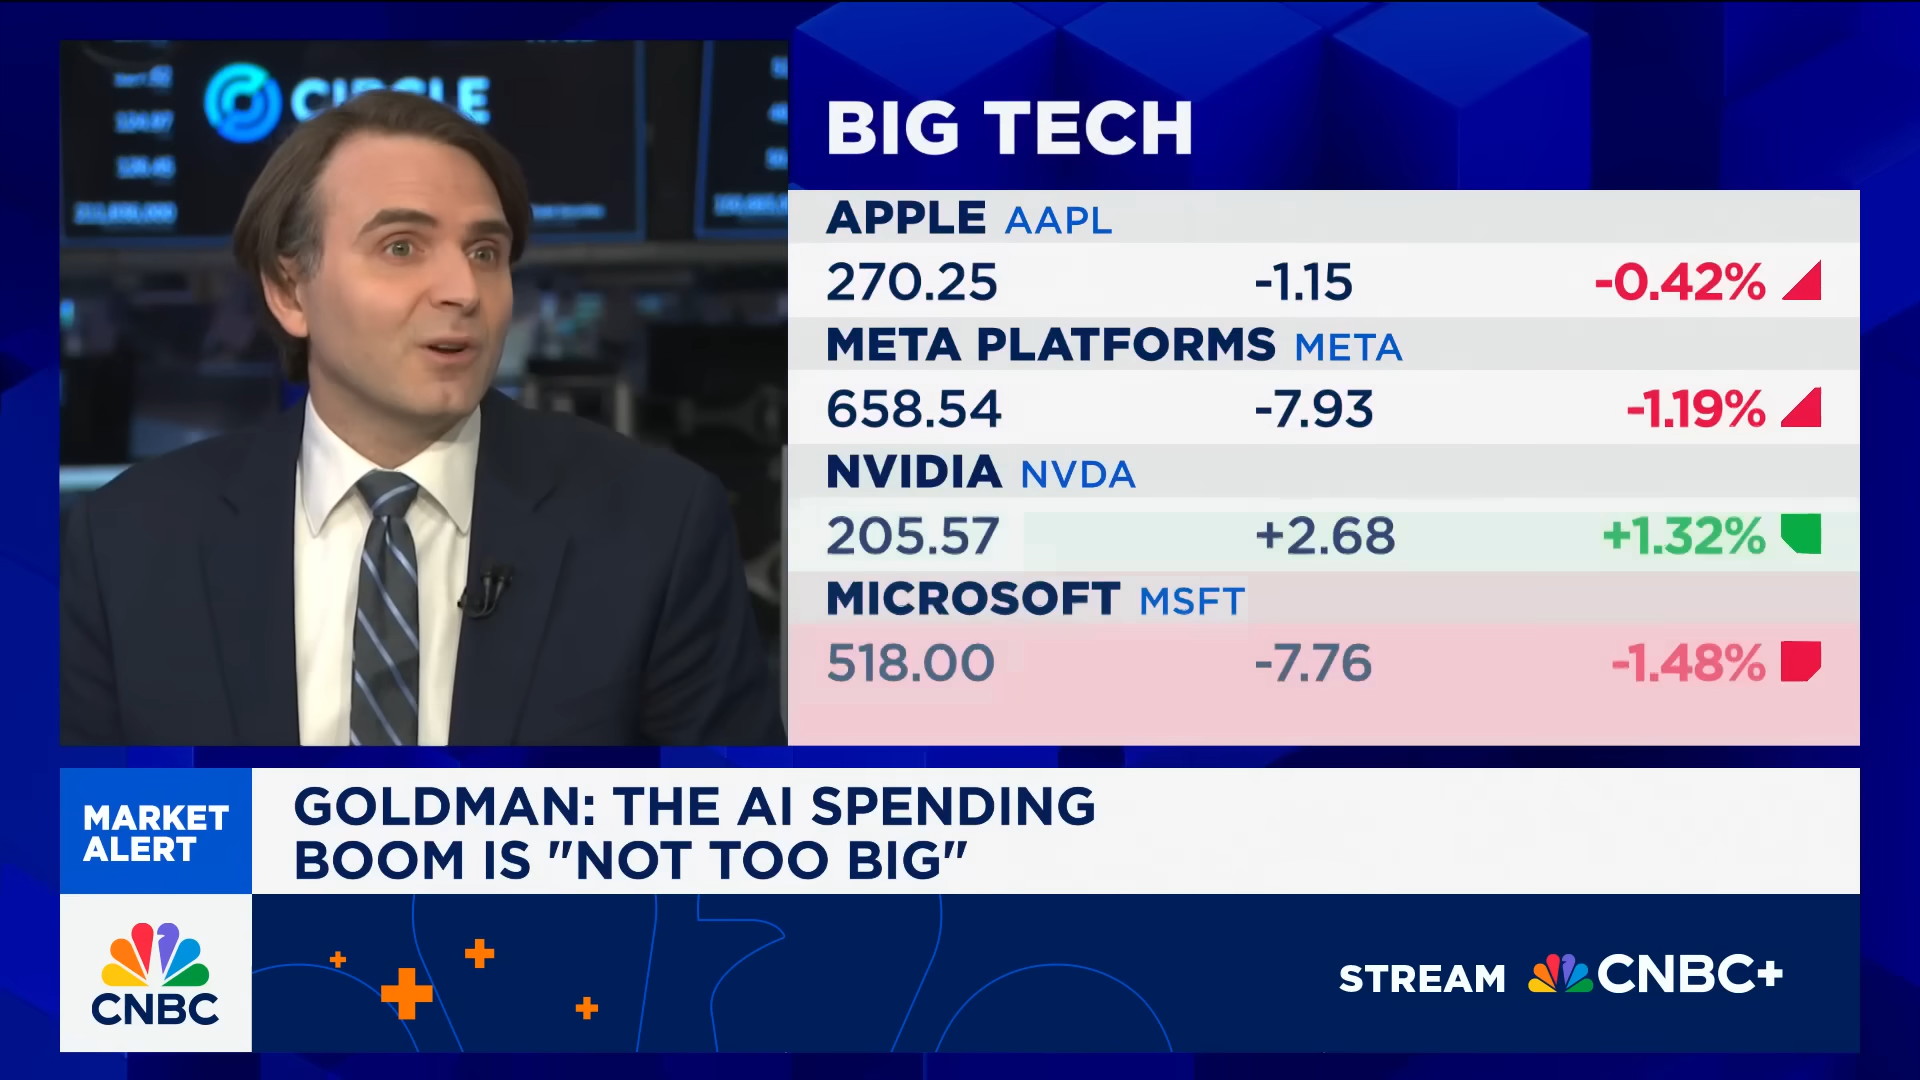 CIRCLE
BIG TECH
APPLE AAPL
270.25 -1.15 -0.42%
META PLATFORMS META
658.54 -7.93 -1.19%
NVIDIA NVDA
205.57 +2.68 +1.32%
MICROSOFT MSFT
518.00 -7.76 -1.48%
MARKET
ALERT
GOLDMAN: THE AI SPENDING
BOOM IS "NOT TOO BIG"
CNBC
STREAM CNBC+